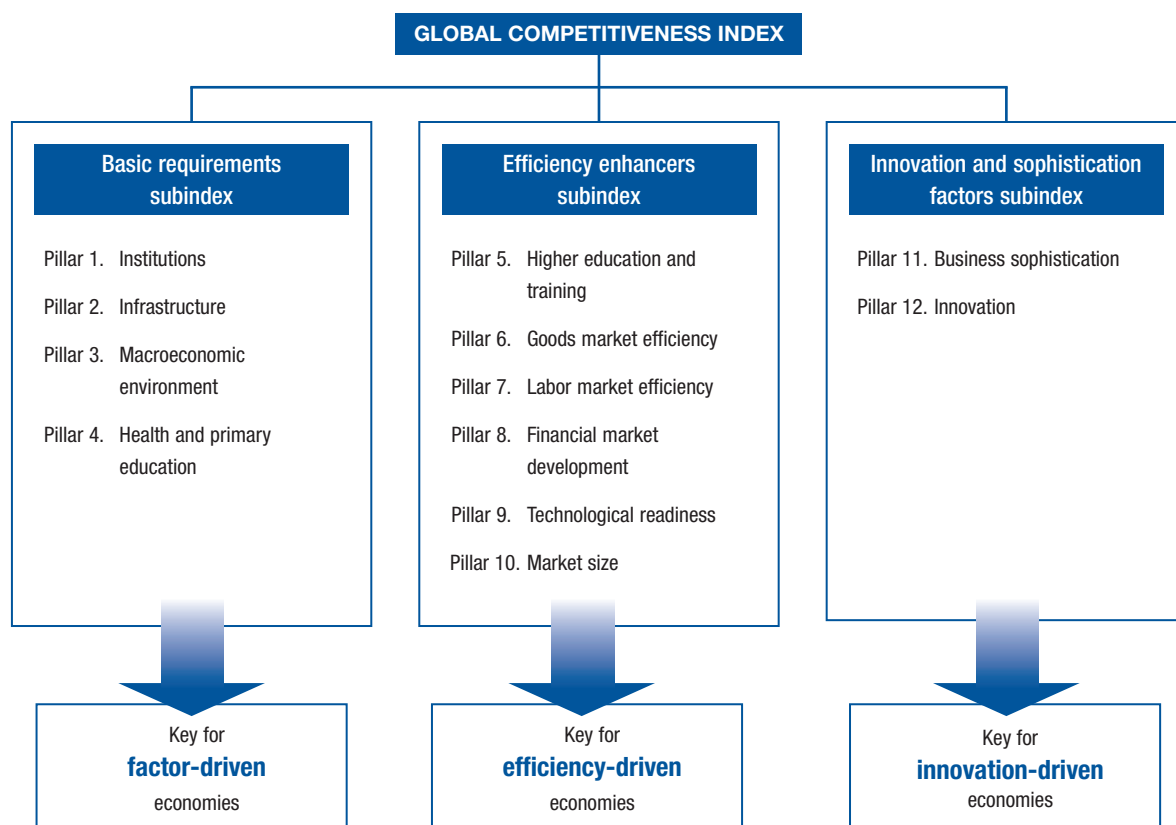 GLOBAL COMPETITIVENESS INDEX
Basic requirements
subindex
Pillar 1. Institutions
Pillar 2. Infrastructure
Pillar 3. Macroeconomic
environment
Pillar 4. Health and primary
education
Key for
factor-driven
economies
Efficiency enhancers
subindex
Pillar 5. Higher education and
training
Pillar 6. Goods market efficiency
Pillar 7. Labor market efficiency
Pillar 8. Financial market
development
Pillar 9. Technological readiness
Pillar 10. Market size
Key for
efficiency-driven
economies
Innovation and sophistication
factors subindex
Pillar 11. Business sophistication
Pillar 12. Innovation
Key for
innovation-driven
economies